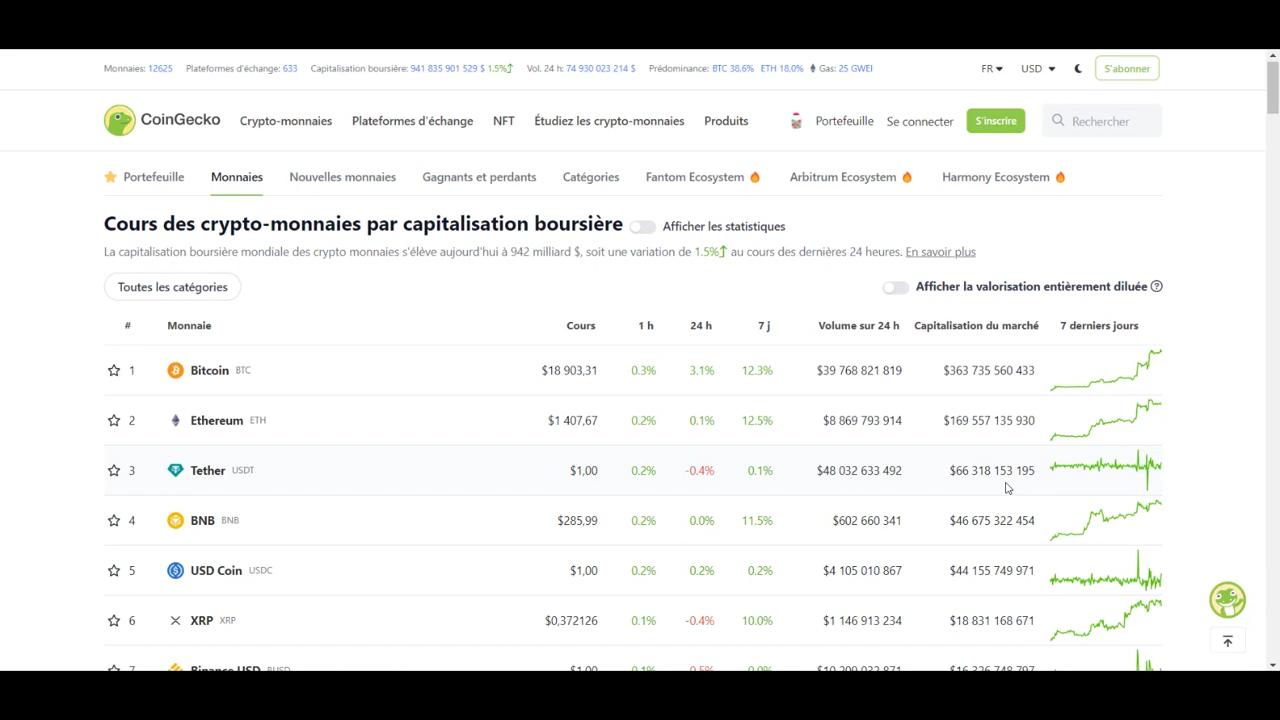 Monnaies: 12625 Plateformes d'échange: 633 Capitalisation boursière: 941 835 901 529 $ 1.5% Vol. 24 h: 74 930 023 214 $ Prédominance: BTC 38,6% ETH 18,0% Gas: 25 GWEI FR USD S'abonner
CoinGecko Crypto-monnaies Plateformes d'échange NFT Étudiez les crypto-monnaies Produits Portefeuille Se connecter S'inscrire Rechercher
Portefeuille Monnaies Nouvelles monnaies Gagnants et perdants Catégories Fantom Ecosystem Arbitrum Ecosystem Harmony Ecosystem
Cours des crypto-monnaies par capitalisation boursière Afficher les statistiques
La capitalisation boursière mondiale des crypto monnaies s'élève aujourd'hui à 942 milliard $, soit une variation de 1.5% au cours des dernières 24 heures. En savoir plus
Toutes les catégories Afficher la valorisation entièrement diluée
# Monnaie Cours 1 h 24 h 7 j Volume sur 24 h Capitalisation du marché 7 derniers jours
1 Bitcoin BTC $18 903,31 0.3% 3.1% 12.3% $39 768 821 819 $363 735 560 433
2 Ethereum ETH $1 407,67 0.2% 0.1% 12.5% $8 869 793 914 $169 557 135 930
3 Tether USDT $1,00 0.2% -0.4% 0.1% $48 032 633 492 $66 318 153 195
4 BNB BNB $285,99 0.2% 0.0% 11.5% $602 660 341 $46 675 322 454
5 USD Coin USDC $1,00 0.2% 0.2% 0.2% $4 105 010 867 $44 155 749 971
6 XRP XRP $0,372126 0.1% -0.4% 10.0% $1 146 913 234 $18 831 168 671
7 Binance USD BUSD $1,00 0.1%